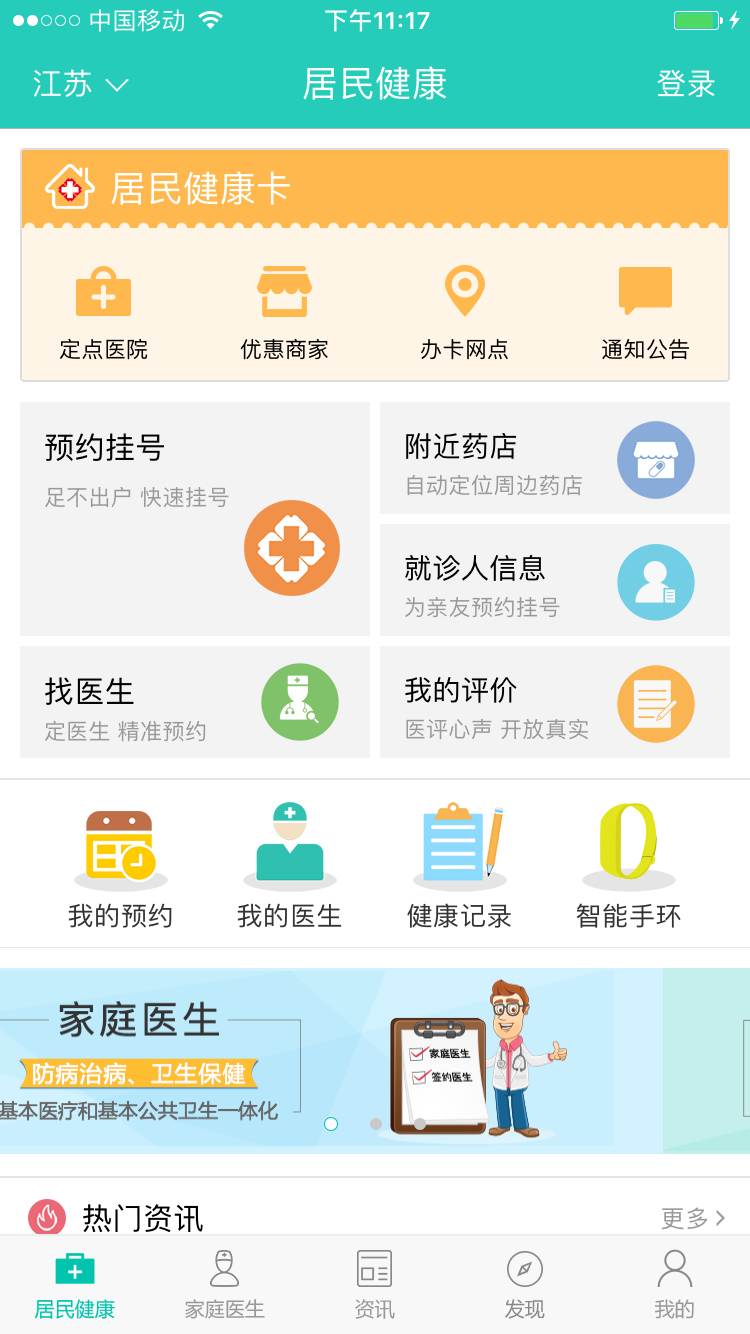 中国移动
下午11:17
江苏
居民健康
登录
居民健康卡
定点医院
优惠商家
办卡网点
通知公告
预约挂号
足不出户 快速挂号
附近药店
自动定位周边药店
就诊人信息
为亲友预约挂号
找医生
定医生 精准预约
我的评价
医评心声 开放真实
我的预约
我的医生
健康记录
智能手环
家庭医生
防病治病、卫生保健
基本医疗和基本公共卫生一体化
家庭医生
签约医生
热门资讯
更多
居民健康
家庭医生
资讯
发现
我的